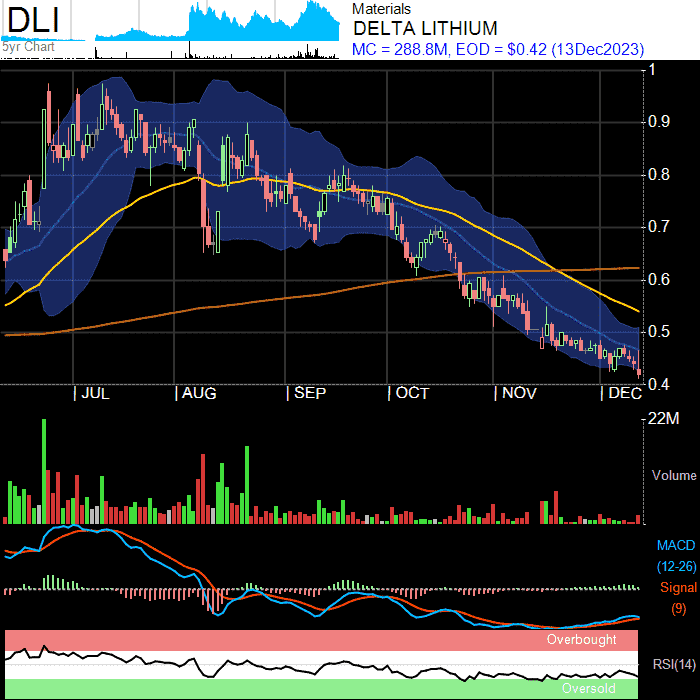 DLI
5yr Chart
Materials
DELTA LITHIUM
MC = 288.8M, EOD = $0.42 (13Dec2023)
1
0.9
0.8
0.7
0.6
0.5
0.4
JUL AUG SEP OCT NOV DEC
22M
Volume
MACD
(12-26)
Signal
(9)
Overbought
RSI(14)
Oversold